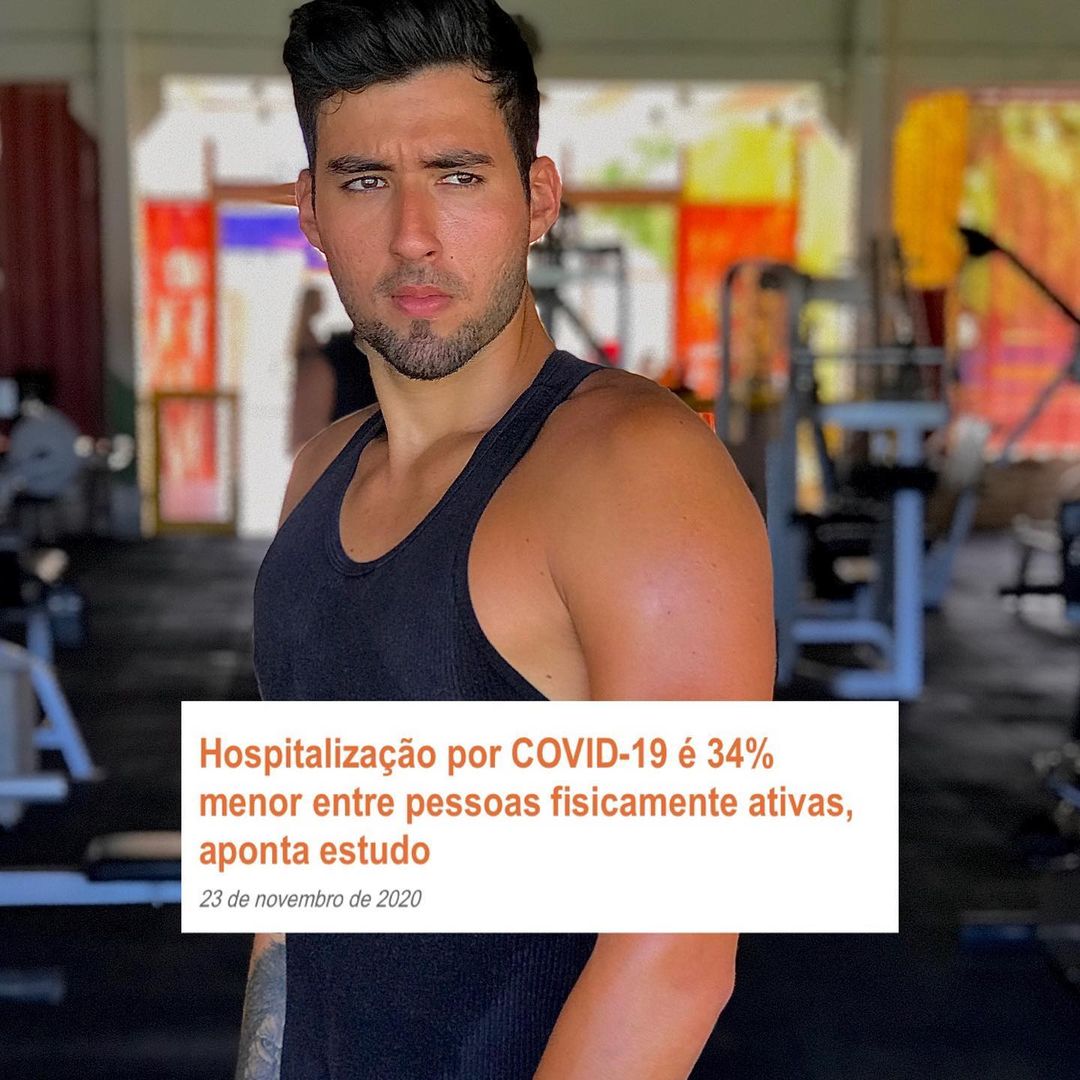 Hospitalização por COVID-19 é 34%
menor entre pessoas fisicamente ativas,
aponta estudo
23 de novembro de 2020